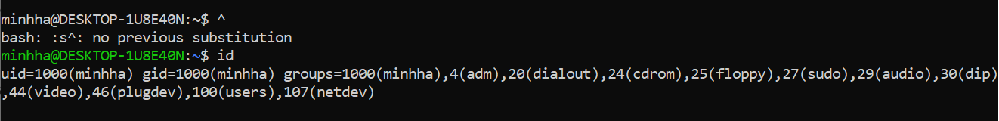 minhha@DESKTOP-1U8E40N:~$ ^
bash: :s^: no previous substitution
minhha@DESKTOP-1U8E40N:~$ id
uid=1000(minhha) gid=1000(minhha) groups=1000(minhha),4(adm),20(dialout),24(cdrom),25(floppy),27(sudo),29(audio),30(dip)
,44(video),46(plugdev),100(users),107(netdev)